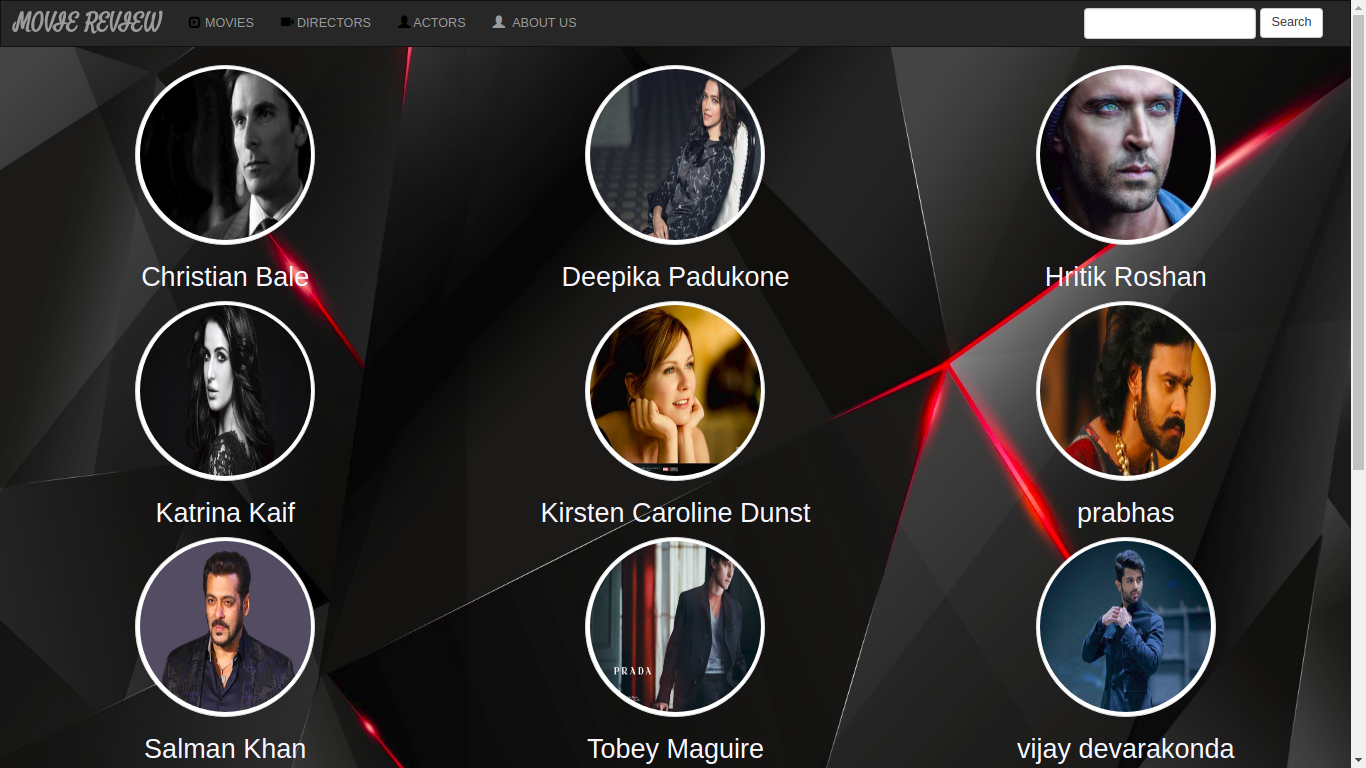 MOVIE REVIEW MOVIES DIRECTORS ACTORS ABOUT US Search
Christian Bale Deepika Padukone Hritik Roshan
Katrina Kaif Kirsten Caroline Dunst prabhas
PRADA
Salman Khan Tobey Maguire vijay devarakonda